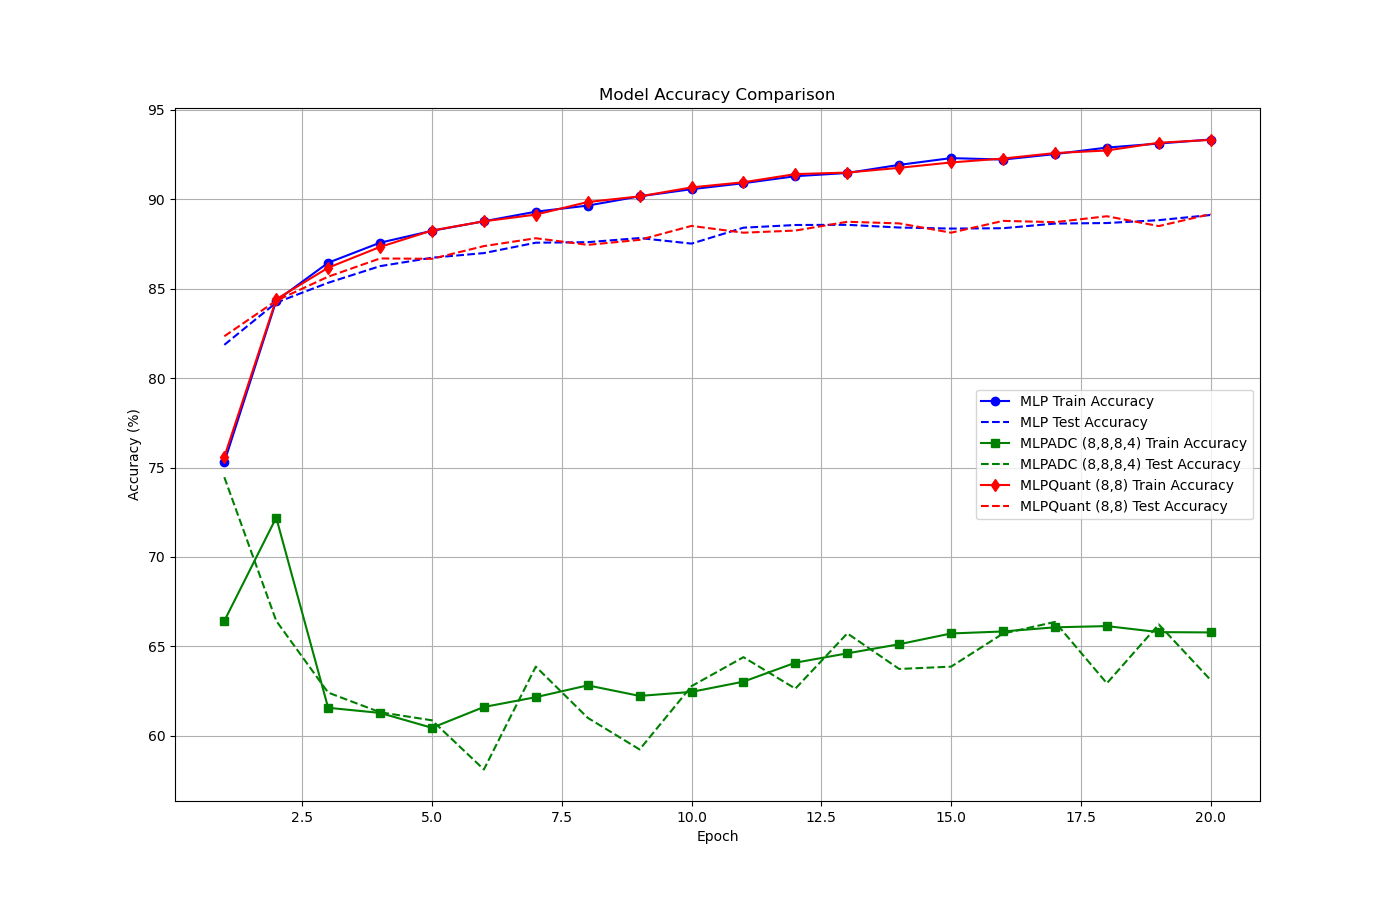 Model Accuracy Comparison
95
90
85
80
75
70
65
60
Accuracy (%)
MLP Train Accuracy
MLP Test Accuracy
MLPADC (8,8,8,4) Train Accuracy
MLPADC (8,8,8,4) Test Accuracy
MLPQuant (8,8) Train Accuracy
MLPQuant (8,8) Test Accuracy
2.5 5.0 7.5 10.0 12.5 15.0 17.5 20.0
Epoch